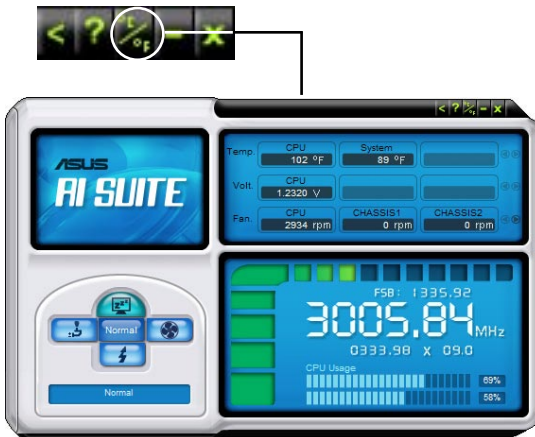 < ? °C/°F - x
< ? °C/°F - x
ASUS
AI SUITE
Temp.
CPU
102 °F
System
89 °F
Volt.
CPU
1.2320 V
Fan.
CPU
2934 rpm
CHASSIS1
0 rpm
CHASSIS2
0 rpm
zzz
Normal
Normal
FSB: 1335.92
3005.84 MHz
0333.98 X 09.0
CPU Usage
69%
58%